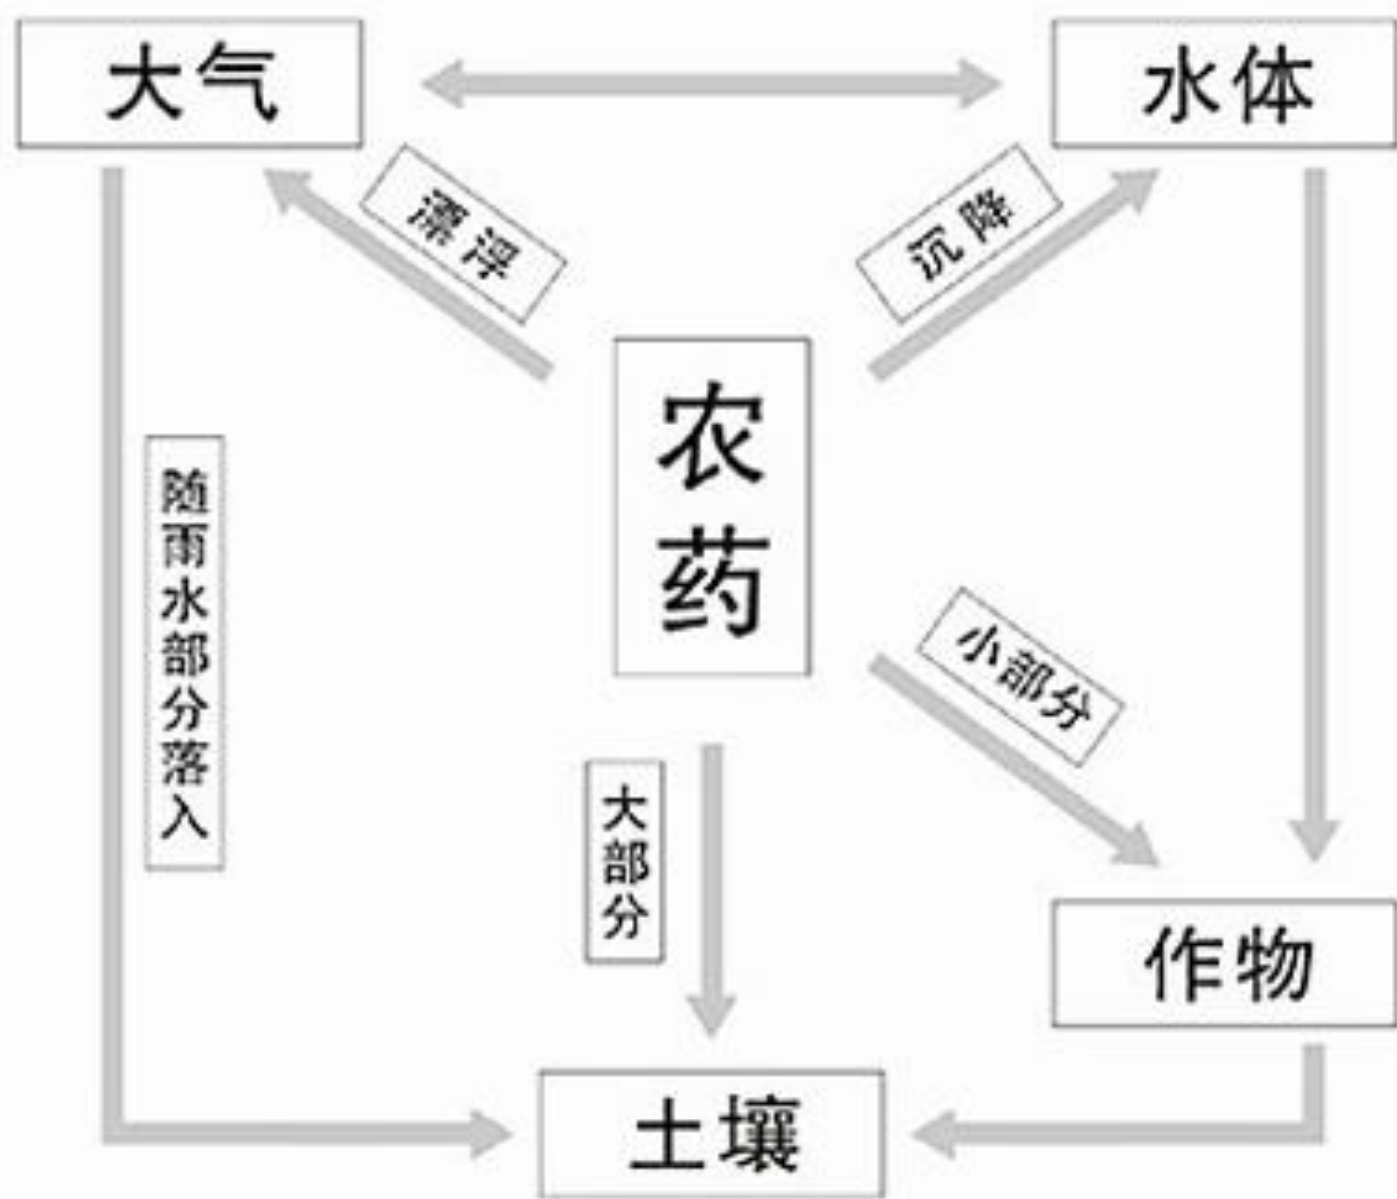 大气
水体
漂浮
沉降
农药
随雨水部分落入
小部分
大部分
作物
土壤